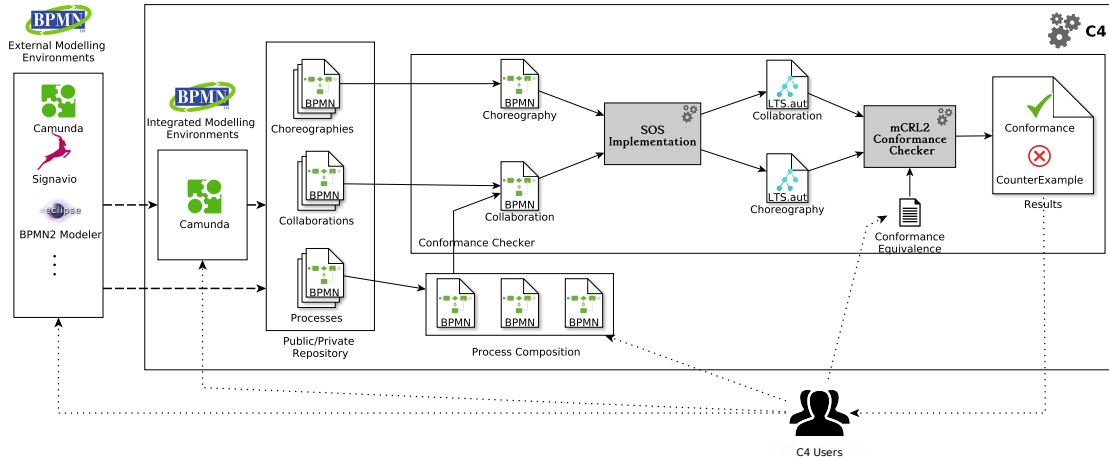 BPMN
TM
External Modelling
Environments
Camunda
Signavio
eclipse
BPMN2 Modeler
BPMN
TM
Integrated Modelling
Environments
Camunda
BPMN
Choreographies
BPMN
Collaborations
BPMN
Processes
Public/Private
Repository
C4
BPMN
Choreography
BPMN
Collaboration
Conformance Checker
SOS
Implementation
LTS.aut
Collaboration
LTS.aut
Choreography
mCRL2
Conformance
Checker
Conformance
Equivalence
Conformance
CounterExample
Results
BPMN
BPMN
BPMN
Process Composition
C4 Users